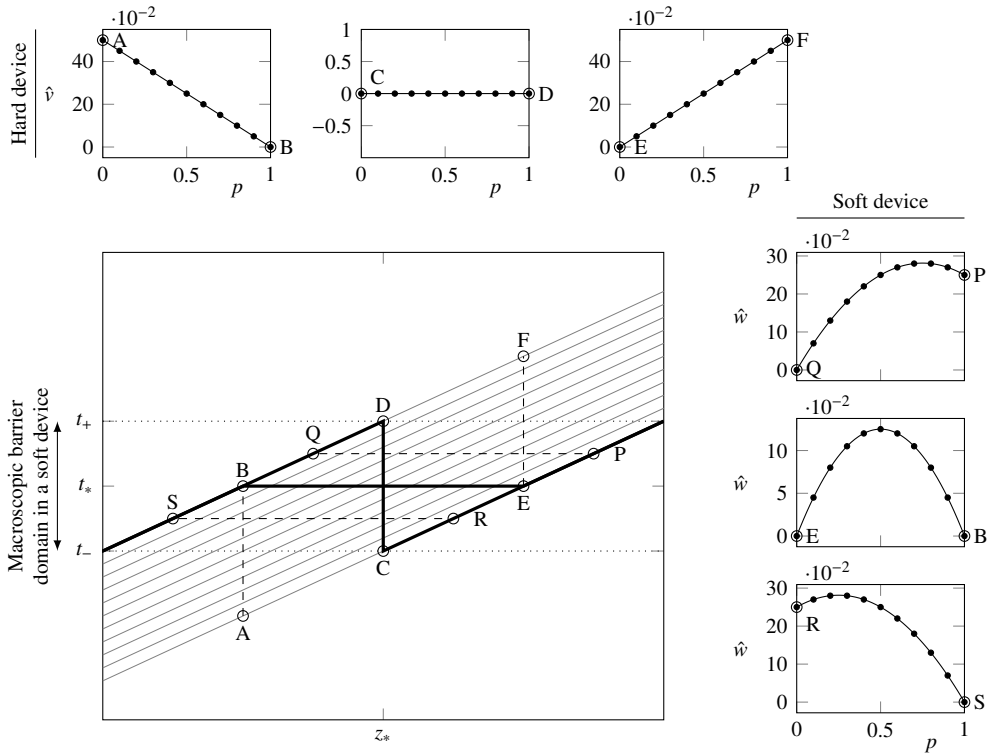 Hard device
·10⁻²
v̂
40
20
0
A
B
0
0.5
1
p
1
0.5
0
−0.5
C
D
0
0.5
1
p
·10⁻²
40
20
0
E
F
0
0.5
1
p
Macroscopic barrier
domain in a soft device
t₊
t∗
t₋
F
D
Q
B
P
S
R
E
C
A
z∗
Soft device
·10⁻²
ŵ
30
20
10
0
Q
P
·10⁻²
ŵ
10
5
0
E
B
·10⁻²
ŵ
30
20
10
0
R
S
0
0.5
1
p